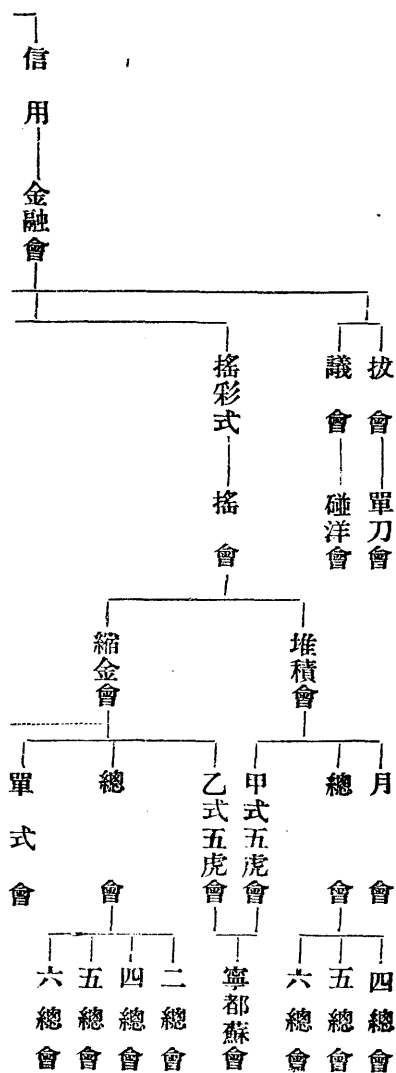 信用
金融會
拔會
單刀會
議會
碰洋會
搖彩式
搖會
堆積會
縮金會
月會
總會
甲式五虎會
乙式五虎會
總會
單式會
四總會
五總會
六總會
寧都蘇會
二總會
四總會
五總會
六總會